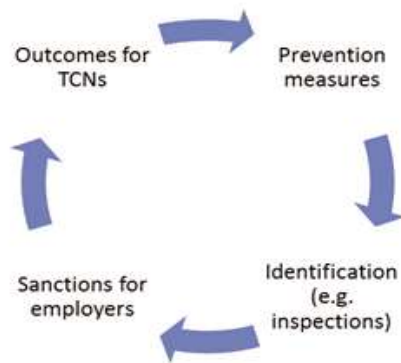 Outcomes for
TCNs
Prevention
measures
Identification
(e.g.
inspections)
Sanctions for
employers